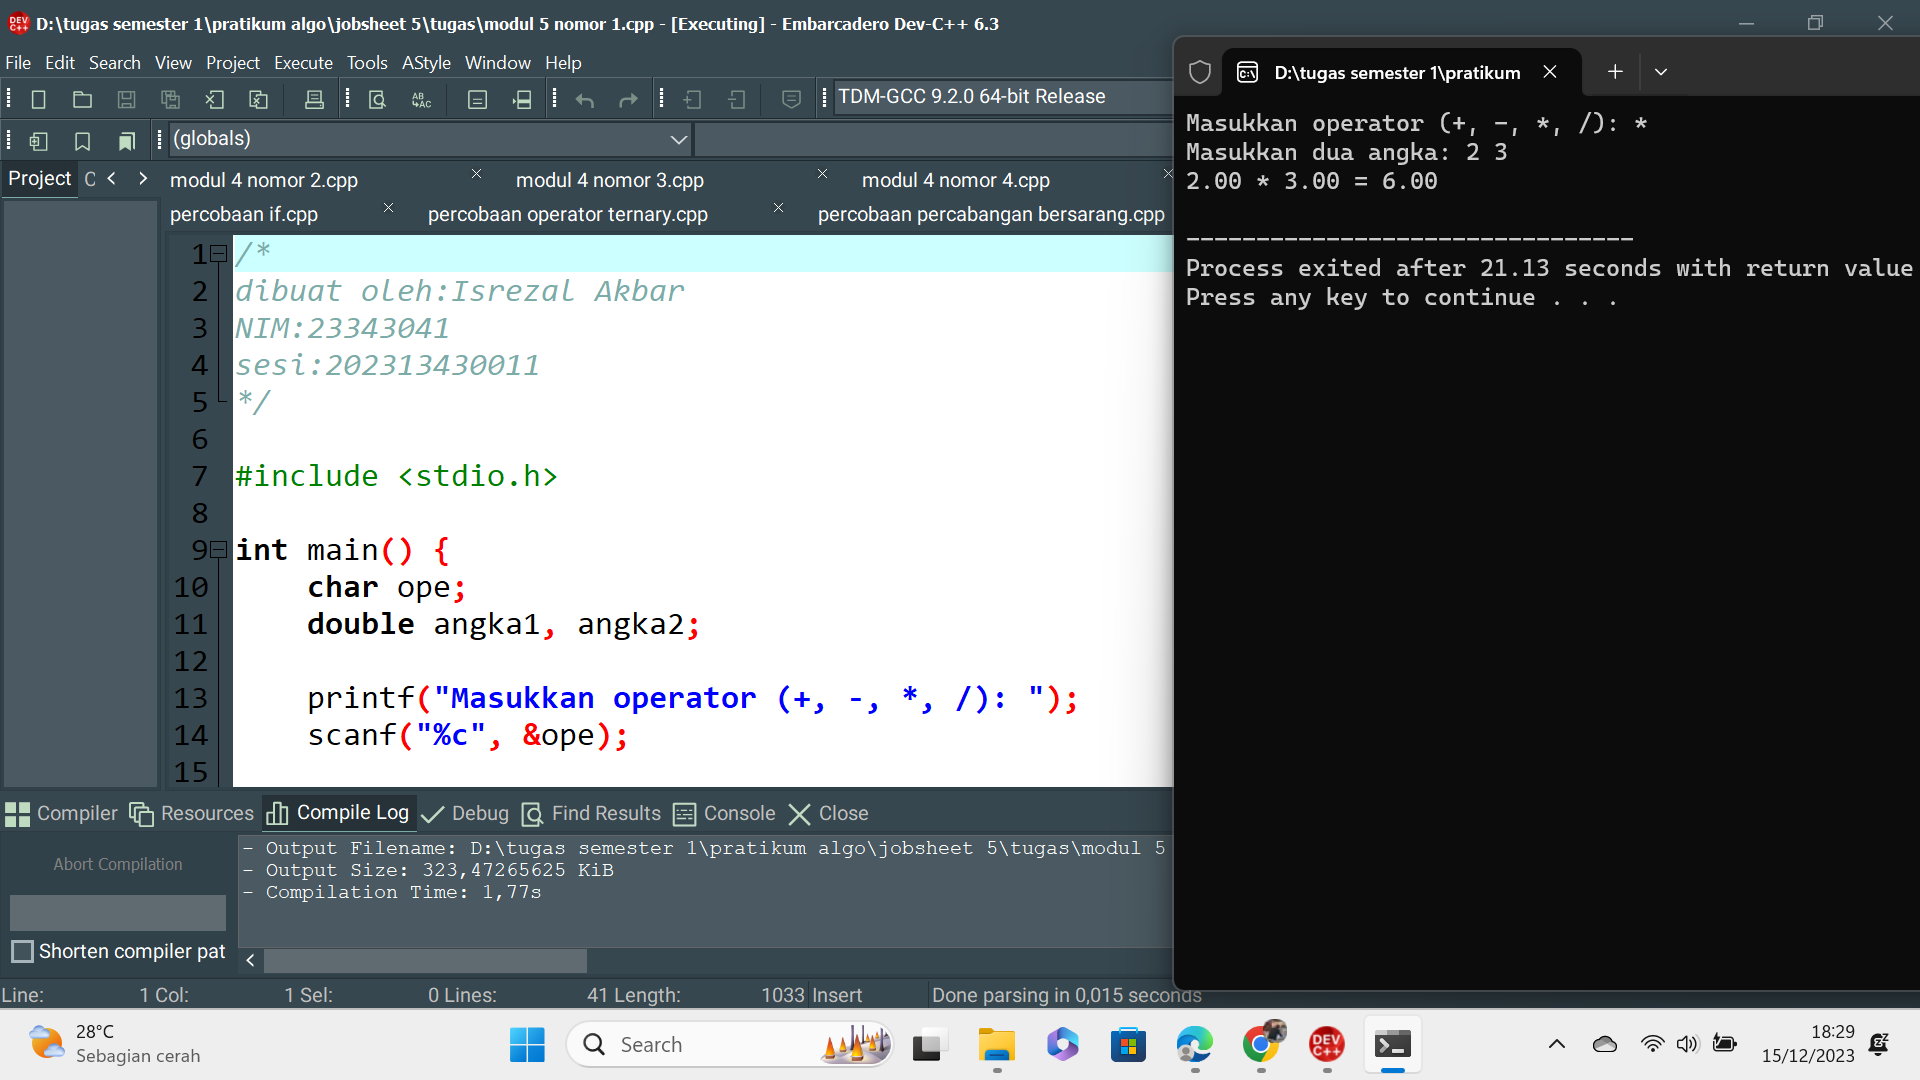 D:\tugas semester 1\pratikum algo\jobsheet 5\tugas\modul 5 nomor 1.cpp - [Executing] - Embarcadero Dev-C++ 6.3
File Edit Search View Project Execute Tools AStyle Window Help
TDM-GCC 9.2.0 64-bit Release
(globals)
Project
modul 4 nomor 2.cpp
modul 4 nomor 3.cpp
modul 4 nomor 4.cpp
percobaan if.cpp
percobaan operator ternary.cpp
percobaan percabangan bersarang.cpp
1 /*
2 dibuat oleh:Isrezal Akbar
3 NIM:23343041
4 sesi:202313430011
5 */
6
7 #include <stdio.h>
8
9 int main() {
10 char ope;
11 double angka1, angka2;
12
13 printf("Masukkan operator (+, -, *, /): ");
14 scanf("%c", &ope);
15
D:\tugas semester 1\pratikum
Masukkan operator (+, -, *, /): *
Masukkan dua angka: 2 3
2.00 * 3.00 = 6.00
--------------------------------
Process exited after 21.13 seconds with return value
Press any key to continue . . .
Compiler Resources Compile Log Debug Find Results Console Close
Abort Compilation
Shorten compiler pat
- Output Filename: D:\tugas semester 1\pratikum algo\jobsheet 5\tugas\modul 5
- Output Size: 323,47265625 KiB
- Compilation Time: 1,77s
Line: 1 Col: 1 Sel: 0 Lines: 41 Length: 1033 Insert Done parsing in 0,015 seconds
28°C
Sebagian cerah
Search
DEV C++
18:29
15/12/2023